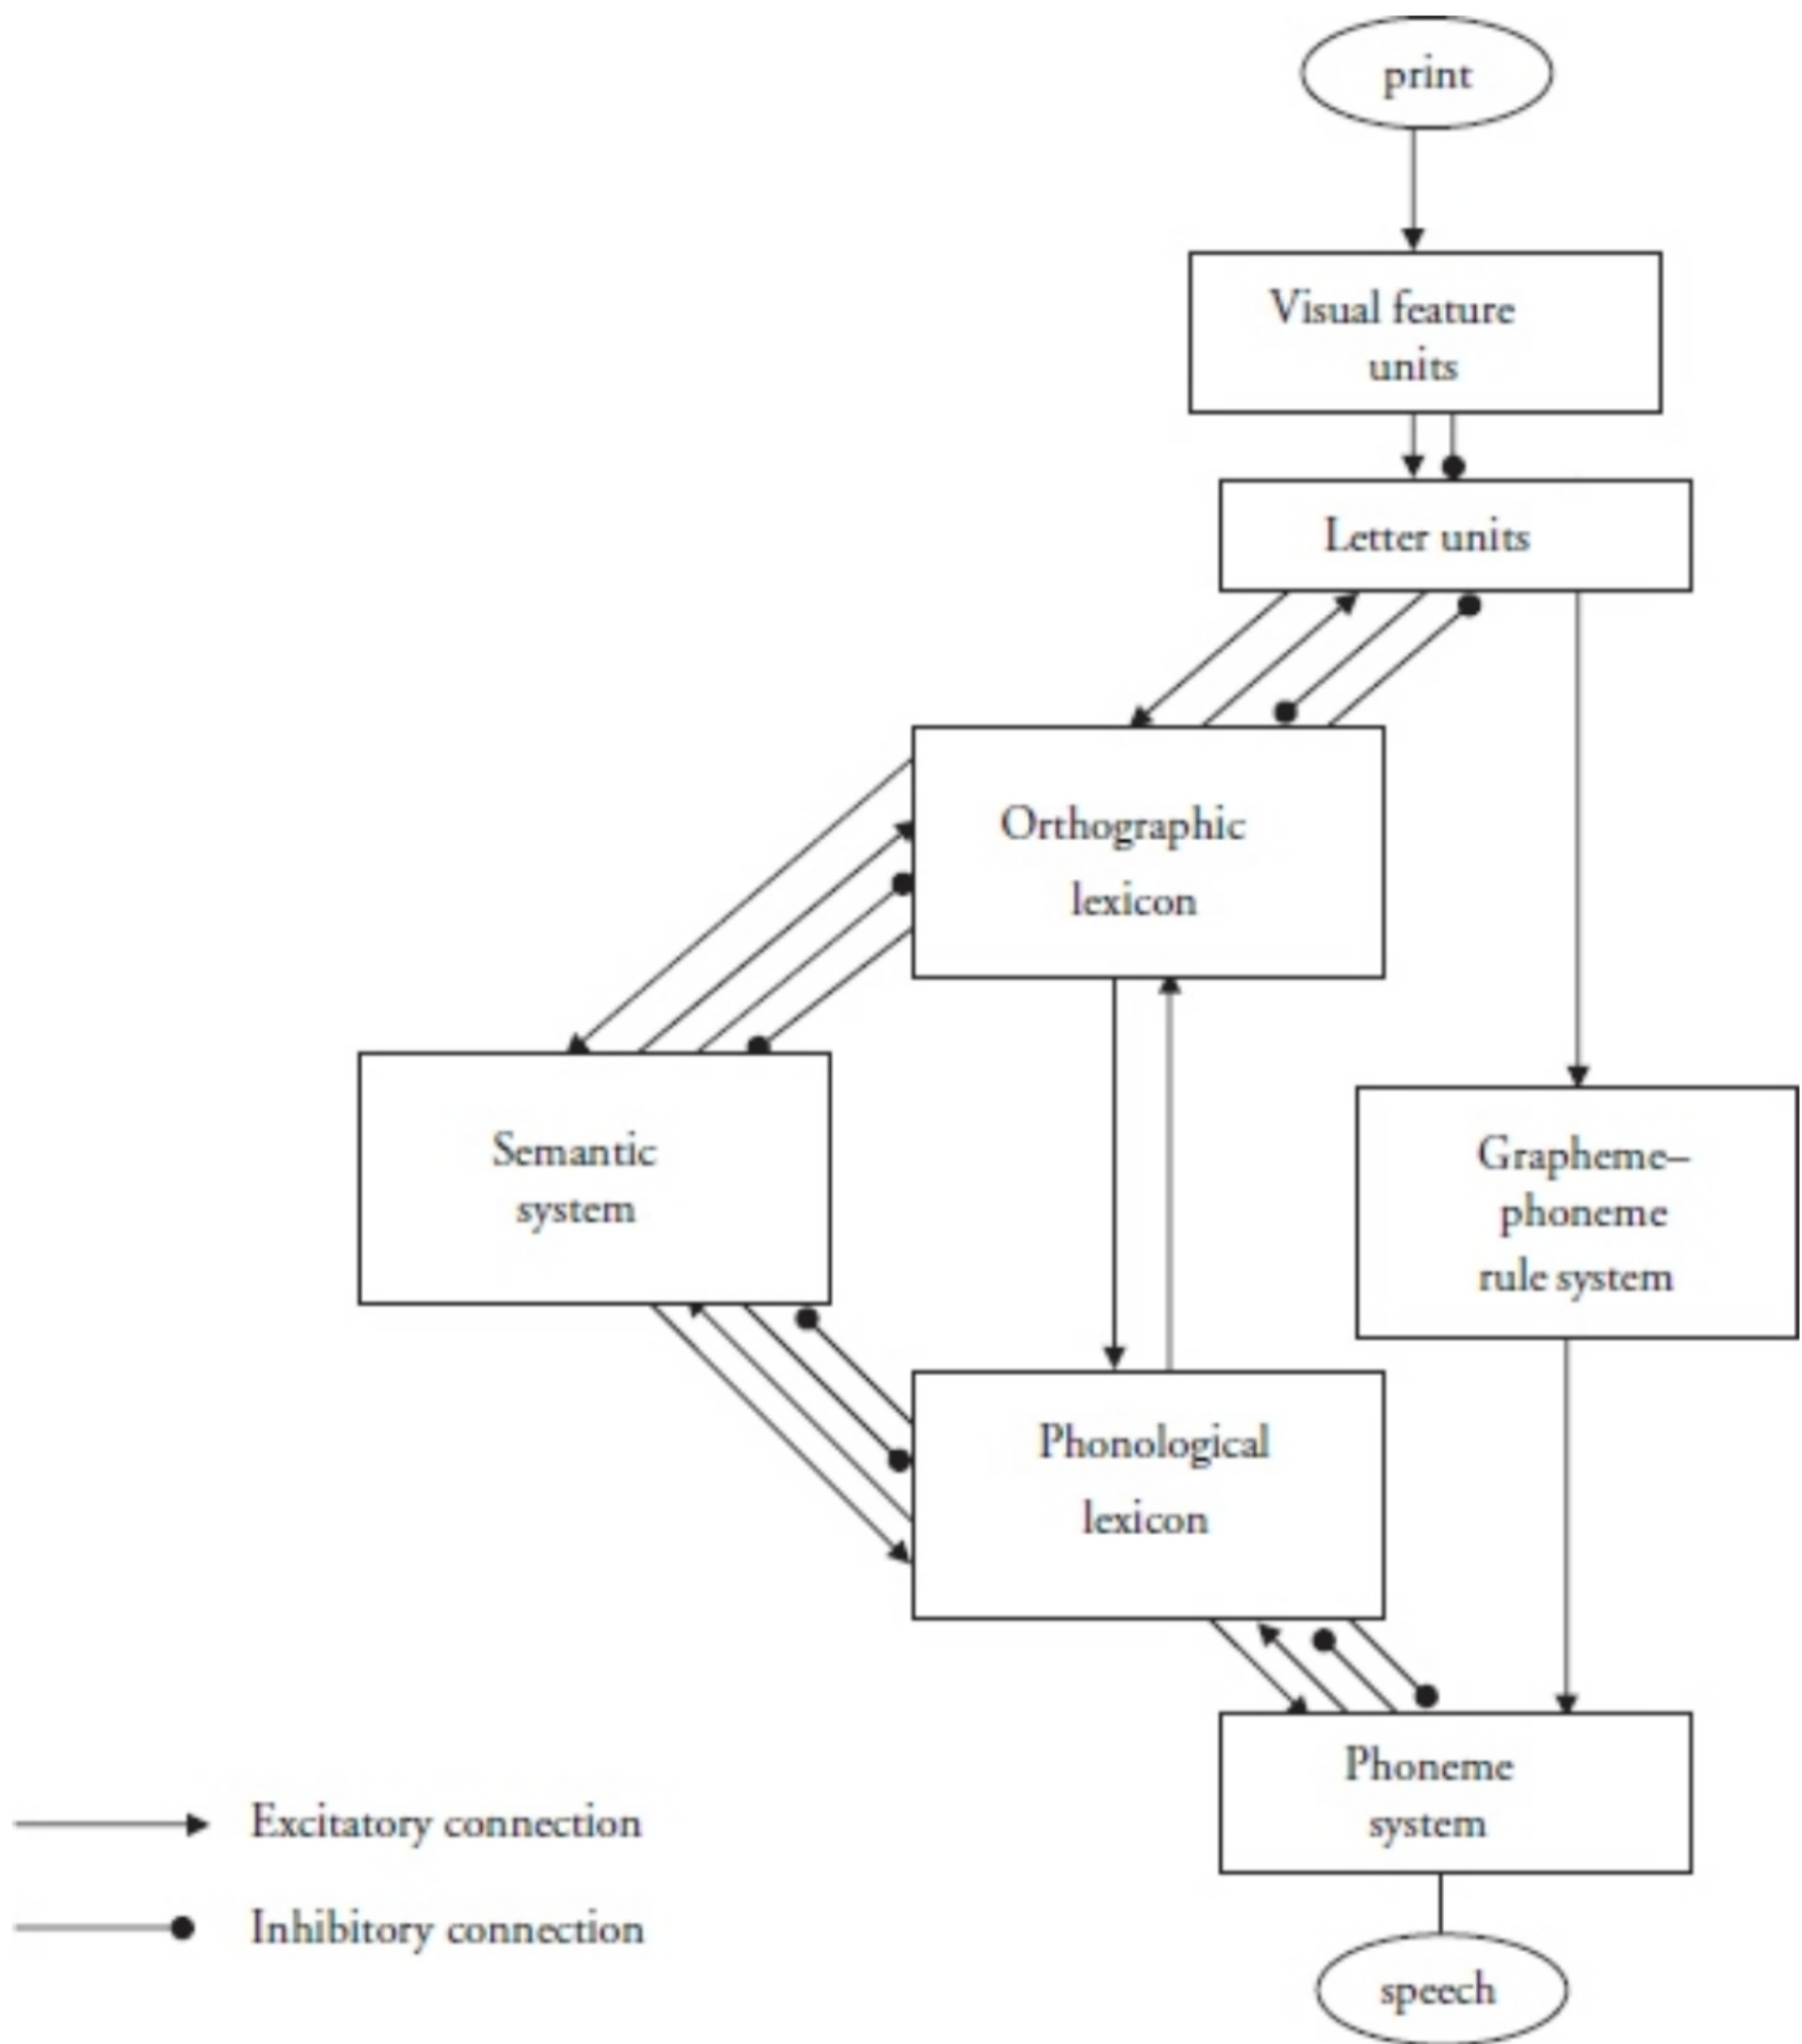 print
Visual feature
units
Letter units
Orthographic
lexicon
Semantic
system
Grapheme–
phoneme
rule system
Phonological
lexicon
Phoneme
system
Excitatory connection
Inhibitory connection
speech